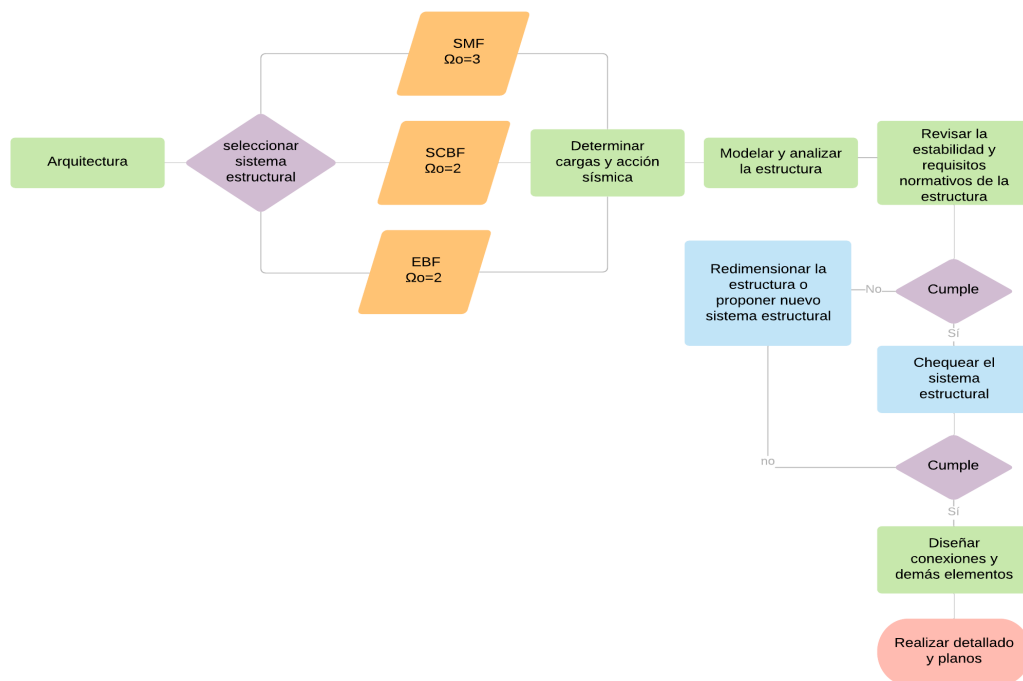 Arquitectura
seleccionar
sistema
estructural
SMF
Ωo=3
SCBF
Ωo=2
EBF
Ωo=2
Determinar
cargas y acción
sísmica
Modelar y analizar
la estructura
Revisar la
estabilidad y
requisitos
normativos de la
estructura
Cumple
No
Redimensionar la
estructura o
proponer nuevo
sistema estructural
Sí
Chequear el
sistema
estructural
Cumple
no
Sí
Diseñar
conexiones y
demás elementos
Realizar detallado
y planos